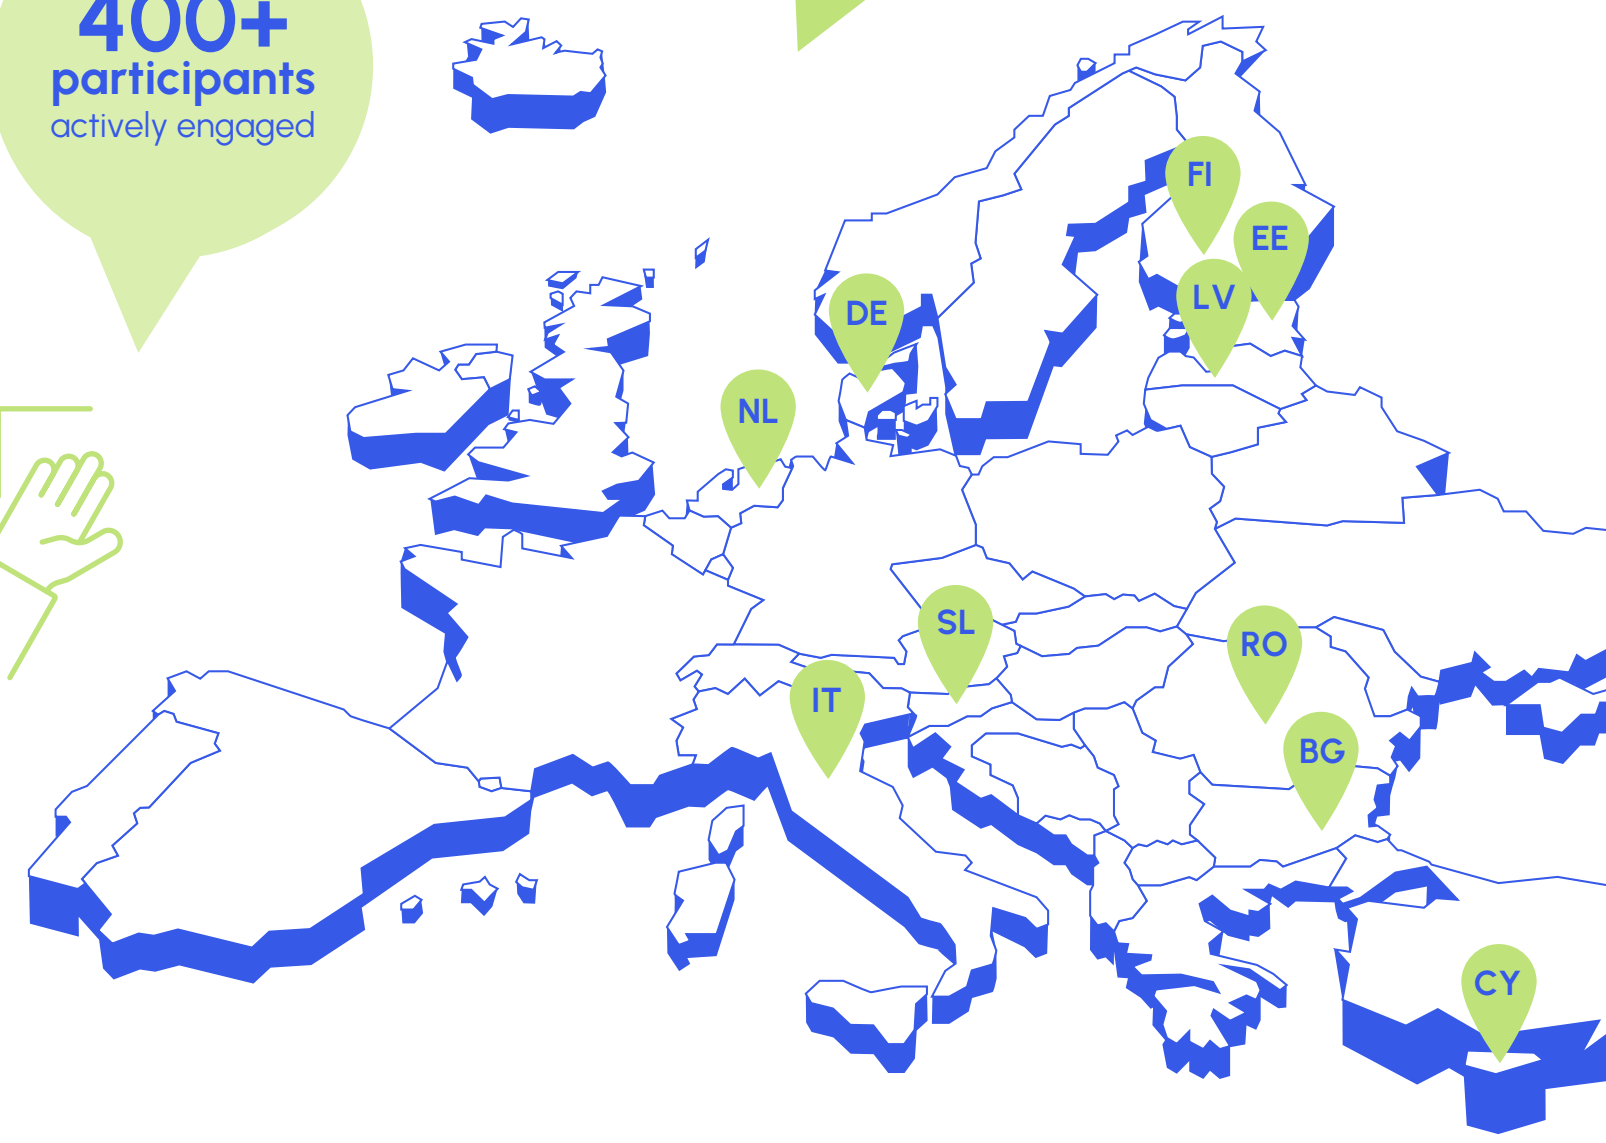 400+
participants
actively engaged
FI
EE
LV
DE
NL
SL
RO
IT
BG
CY